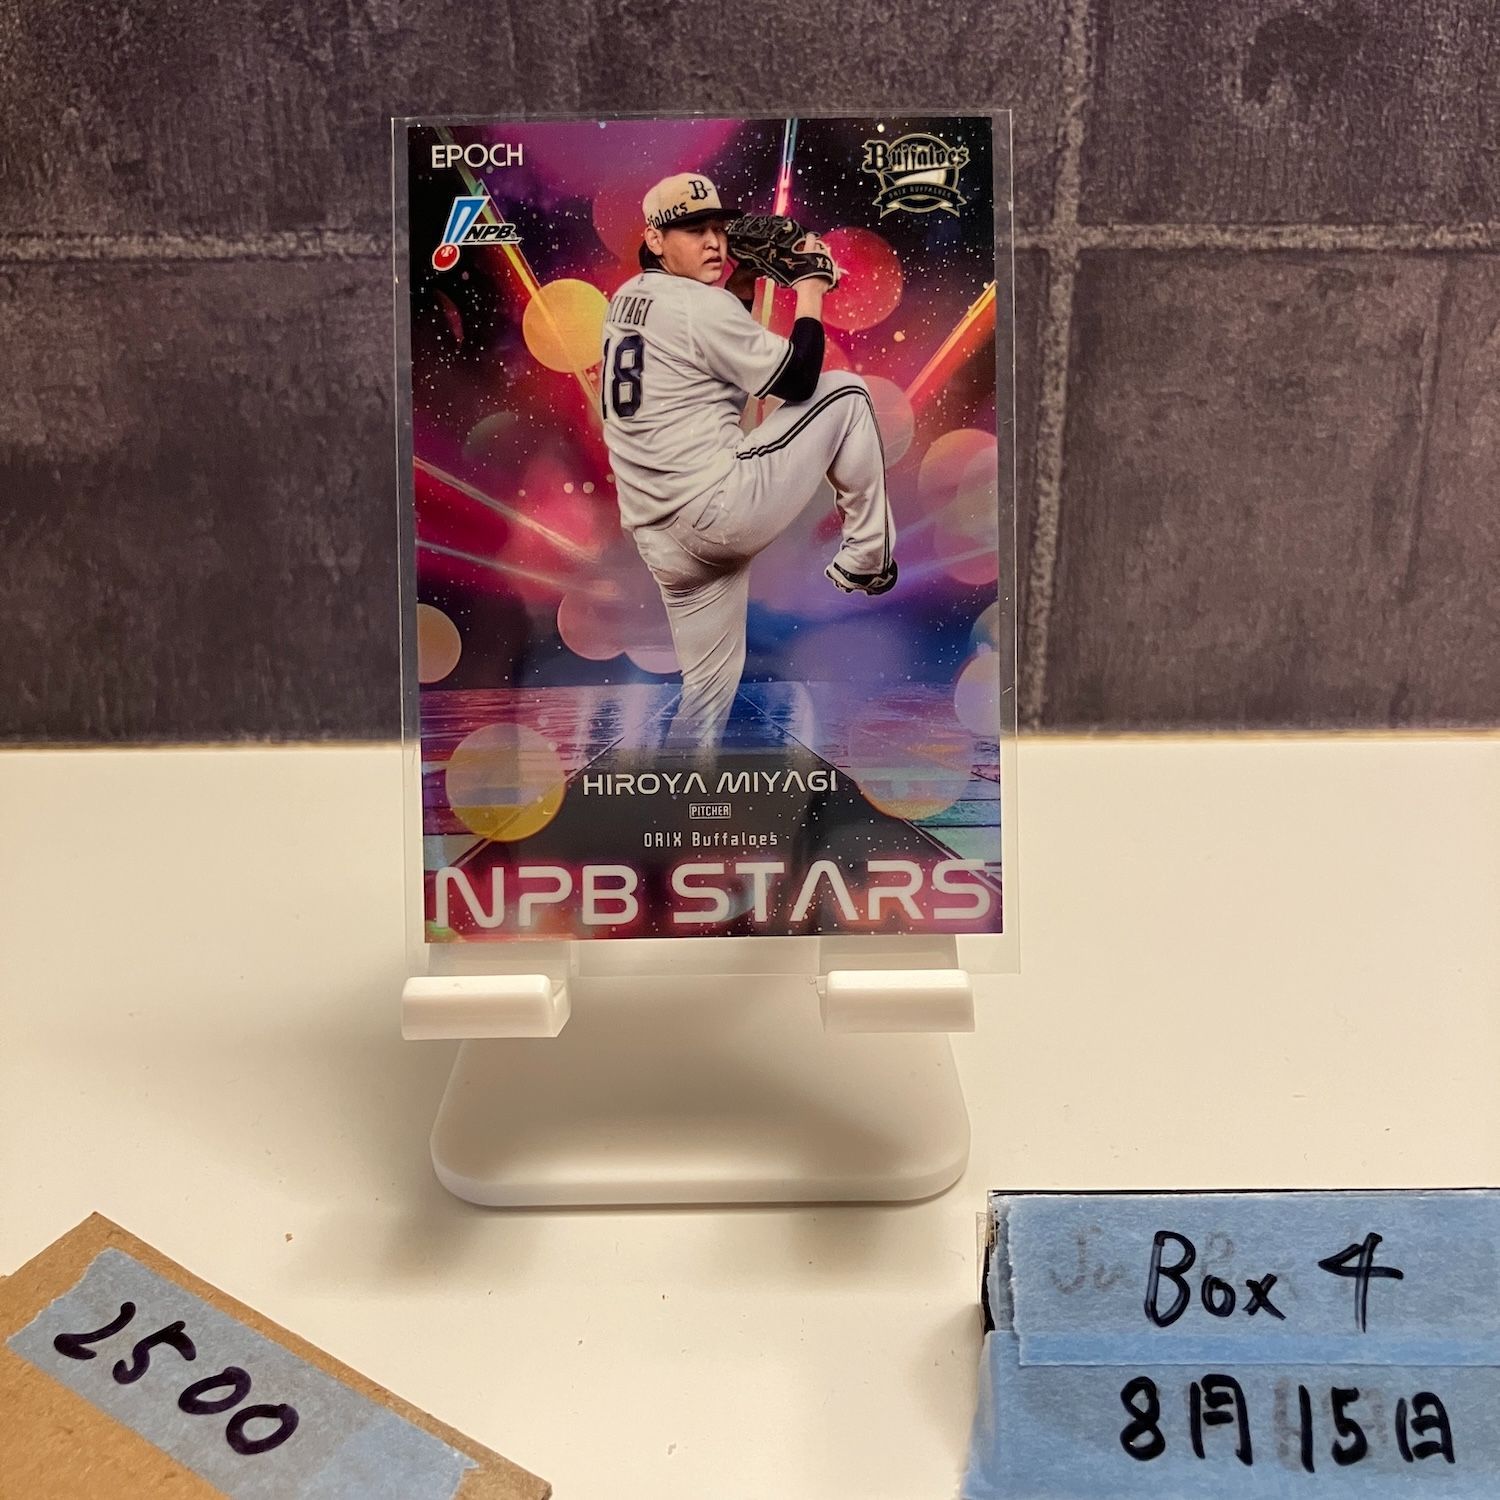 EPOCH
NPB
Buffaloes
ORIX BUFFALOES
B
MIYAGI
18
HIROYA MIYAGI
PITCHER
ORIX Buffaloes
NPB STARS
2500
Box 4
8月15日